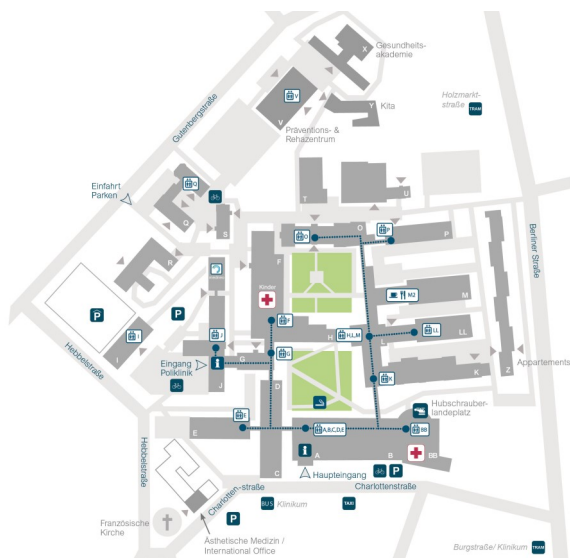 Gesundheits-
akademie
X
V
V
Y
Kita
Präventions- &
Rehazentrum
Holzmarkt-
straße
TRAM
Gutenbergstraße
Einfahrt
Parken
Q
Q
T
U
S
O
O
P
P
Berliner Straße
R
F
Kinder
P
P
M2
M
F
I
I
J
H
H,L,M
L
LL
LL
Eingang
Poliklinik
G
G
K
K
Z
Appartements
Hebbelstraße
J
D
Hubschrauber-
landeplatz
E
E
A,B,C,D,E
BB
C
A
B
BB
Haupteingang
P
Charlottenstraße
Hebbelstraße
Charlotten-straße
BUS
Klinikum
TAXI
P
Französische
Kirche
Ästhetische Medizin /
International Office
Burgstraße/ Klinikum
TRAM